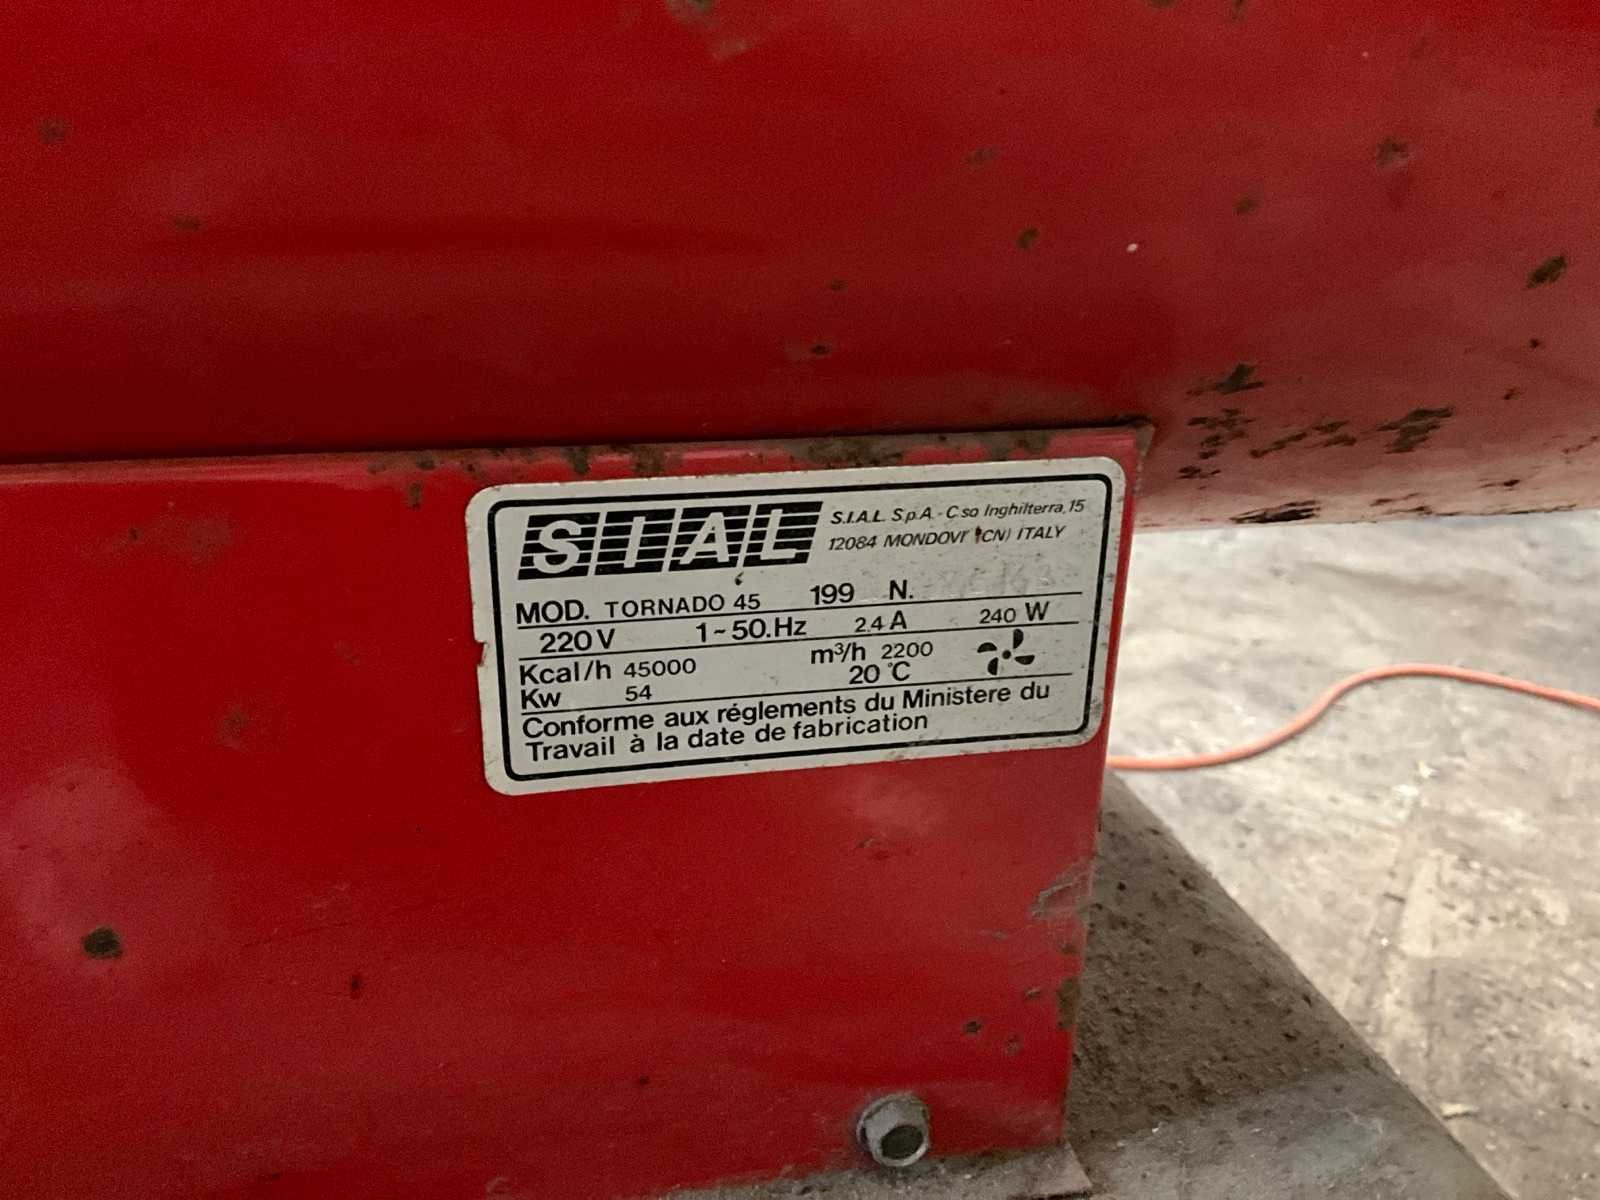 SIAL
S.I.A.L. S.p.A. - C.so Inghilterra, 15
12084 MONDOVI' (CN) ITALY
MOD. TORNADO 45 199 N.
220 V 1~50.Hz 2.4 A 240 W
Kcal/h 45000 m³/h 2200
Kw 54 20 °C
Conforme aux réglements du Ministere du
Travail à la date de fabrication